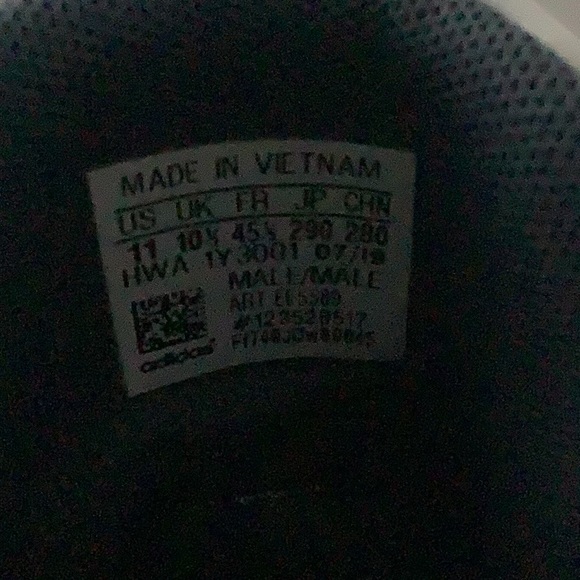 MADE IN VIETNAM
US UK FR JP CHN
11 10½ 45⅓ 290 280
HWA 1Y3001 07/19
MALE/MALE
ART
#123528517
adidas